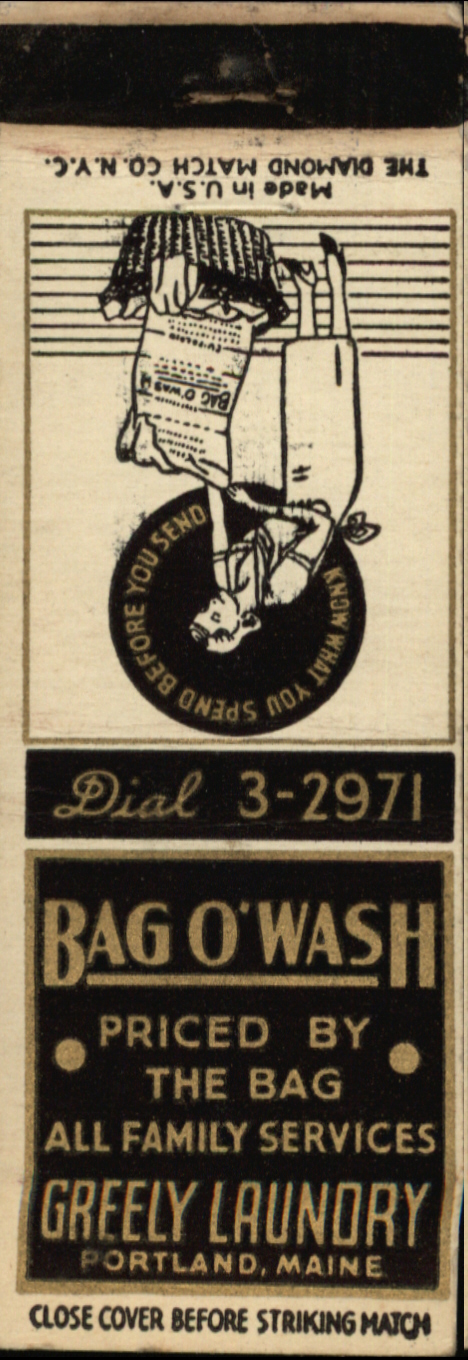 THE DIAMOND MATCH CO. N.Y.C.
Made in U.S.A.
BAG O'WASH
KNOW WHAT YOU SPEND BEFORE YOU SEND
Dial 3-2971
BAG O'WASH
PRICED BY
THE BAG
ALL FAMILY SERVICES
GREELY LAUNDRY
PORTLAND, MAINE
CLOSE COVER BEFORE STRIKING MATCH